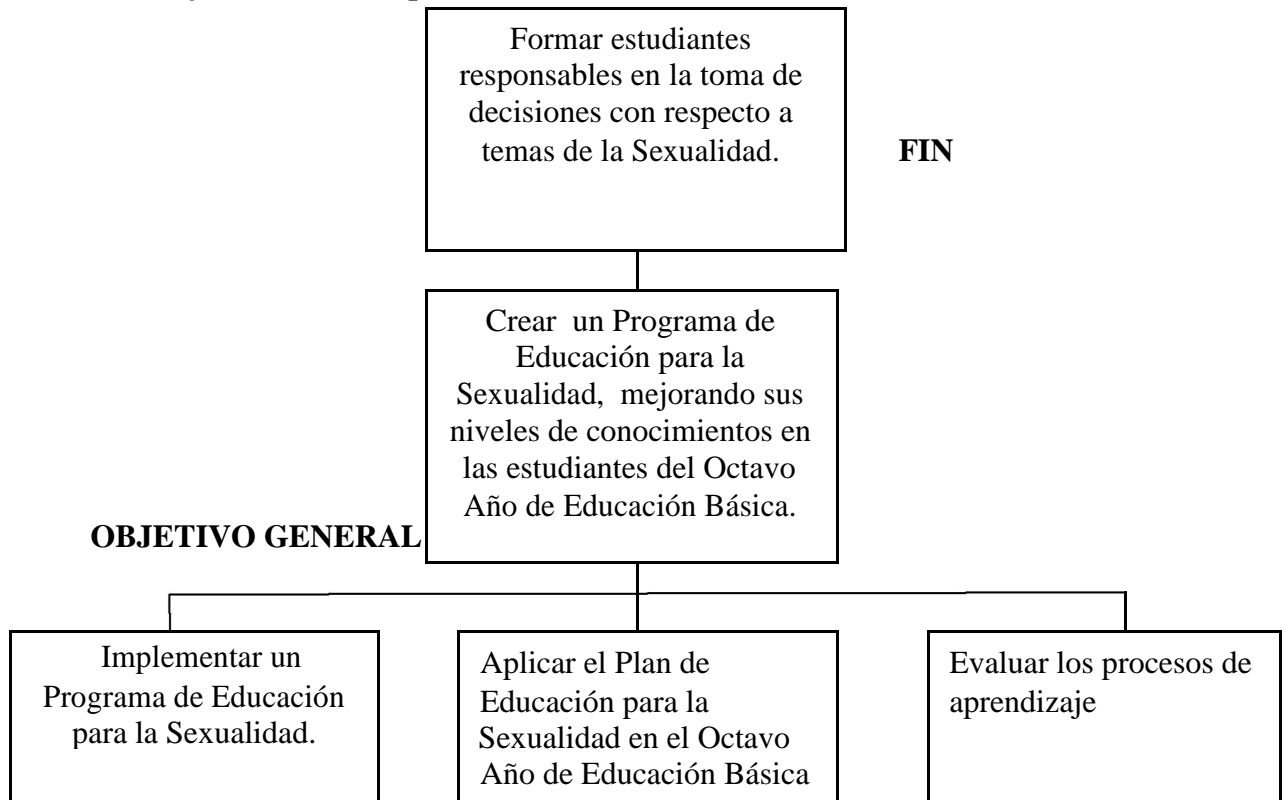 Formar estudiantes
responsables en la toma de
decisiones con respecto a
temas de la Sexualidad.
FIN
Crear un Programa de
Educación para la
Sexualidad, mejorando sus
niveles de conocimientos en
las estudiantes del Octavo
Año de Educación Básica.
OBJETIVO GENERAL
Implementar un
Programa de Educación
para la Sexualidad.
Aplicar el Plan de
Educación para la
Sexualidad en el Octavo
Año de Educación Básica
Evaluar los procesos de
aprendizaje